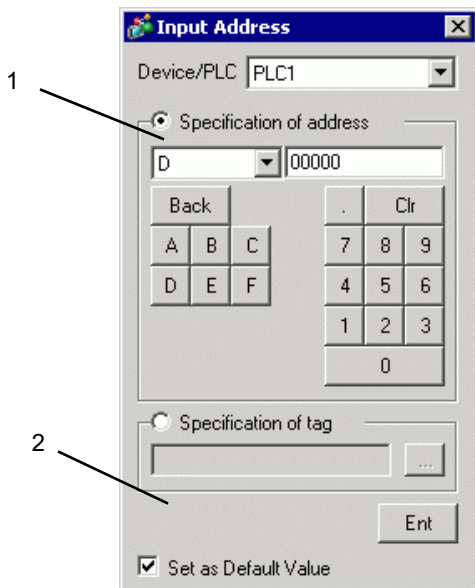 Input Address
Device/PLC PLC1
1
Specification of address
D 00000
Back . Clr
A B C 7 8 9
D E F 4 5 6
1 2 3
0
Specification of tag
2
...
Ent
Set as Default Value